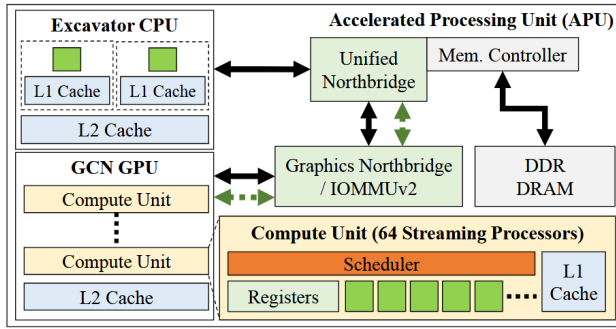 Excavator CPU
L1 Cache
L1 Cache
L2 Cache
Accelerated Processing Unit (APU)
Unified
Northbridge
Mem. Controller
GCN GPU
Compute Unit
Compute Unit
L2 Cache
Graphics Northbridge
/ IOMMUv2
DDR
DRAM
Compute Unit (64 Streaming Processors)
Scheduler
Registers
L1
Cache